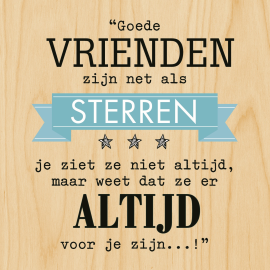 “Goede
VRIENDEN
zijn net als
STERREN
je ziet ze niet altijd,
maar weet dat ze er
ALTIJD
voor je zijn...!”